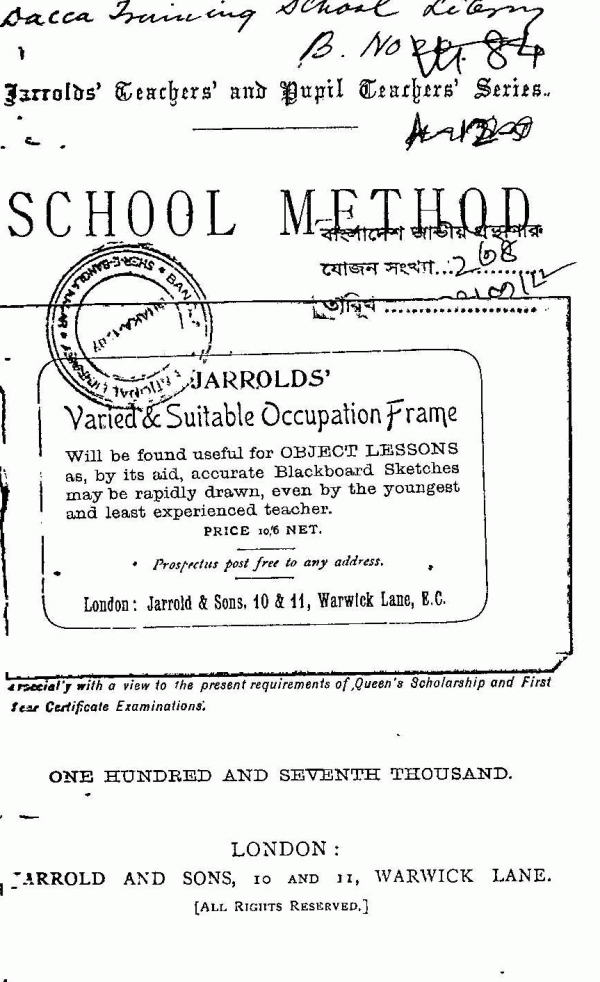 Dacca Training School Library
B. No 84
Jarrolds' Teachers' and Pupil Teachers' Series.
SCHOOL METHOD
বাংলাদেশ জাতীয় গ্রন্থাগার
যোজন সংখ্যা...2
তারিখ
JARROLDS'
Varied & Suitable Occupation Frame
Will be found useful for OBJECT LESSONS
as, by its aid, accurate Blackboard Sketches
may be rapidly drawn, even by the youngest
and least experienced teacher.
PRICE 10/6 NET.
Prospectus post free to any address.
London: Jarrold & Sons, 10 & 11, Warwick Lane, E.C.
especially with a view to the present requirements of Queen's Scholarship and First
Year Certificate Examinations.
ONE HUNDRED AND SEVENTH THOUSAND.
LONDON:
JARROLD AND SONS, 10 AND 11, WARWICK LANE.
[ALL RIGHTS RESERVED.]